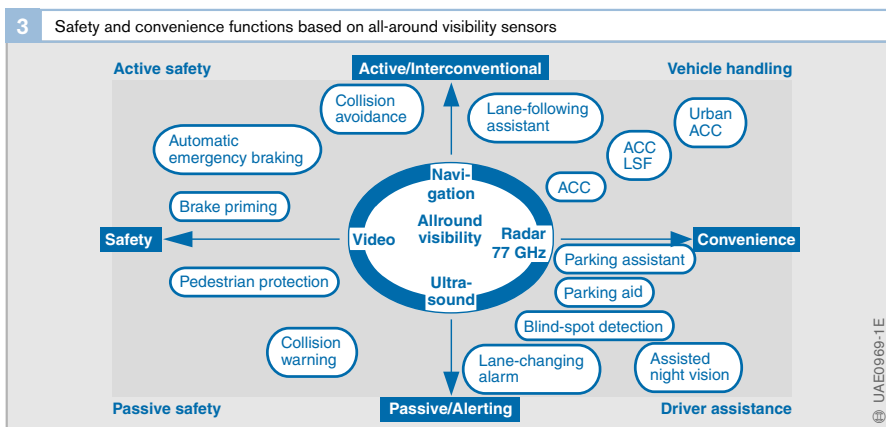 3 Safety and convenience functions based on all-around visibility sensors
Active safety
Active/Interconventional
Vehicle handling
Collision
avoidance
Lane-following
assistant
Urban
ACC
Automatic
emergency braking
ACC
LSF
ACC
Brake priming
Navi-
gation
Allround
visibility
Safety
Video
Radar
77 GHz
Convenience
Parking assistant
Pedestrian protection
Ultra-
sound
Parking aid
Blind-spot detection
Collision
warning
Lane-changing
alarm
Assisted
night vision
Passive safety
Passive/Alerting
Driver assistance
UAE0969-1E